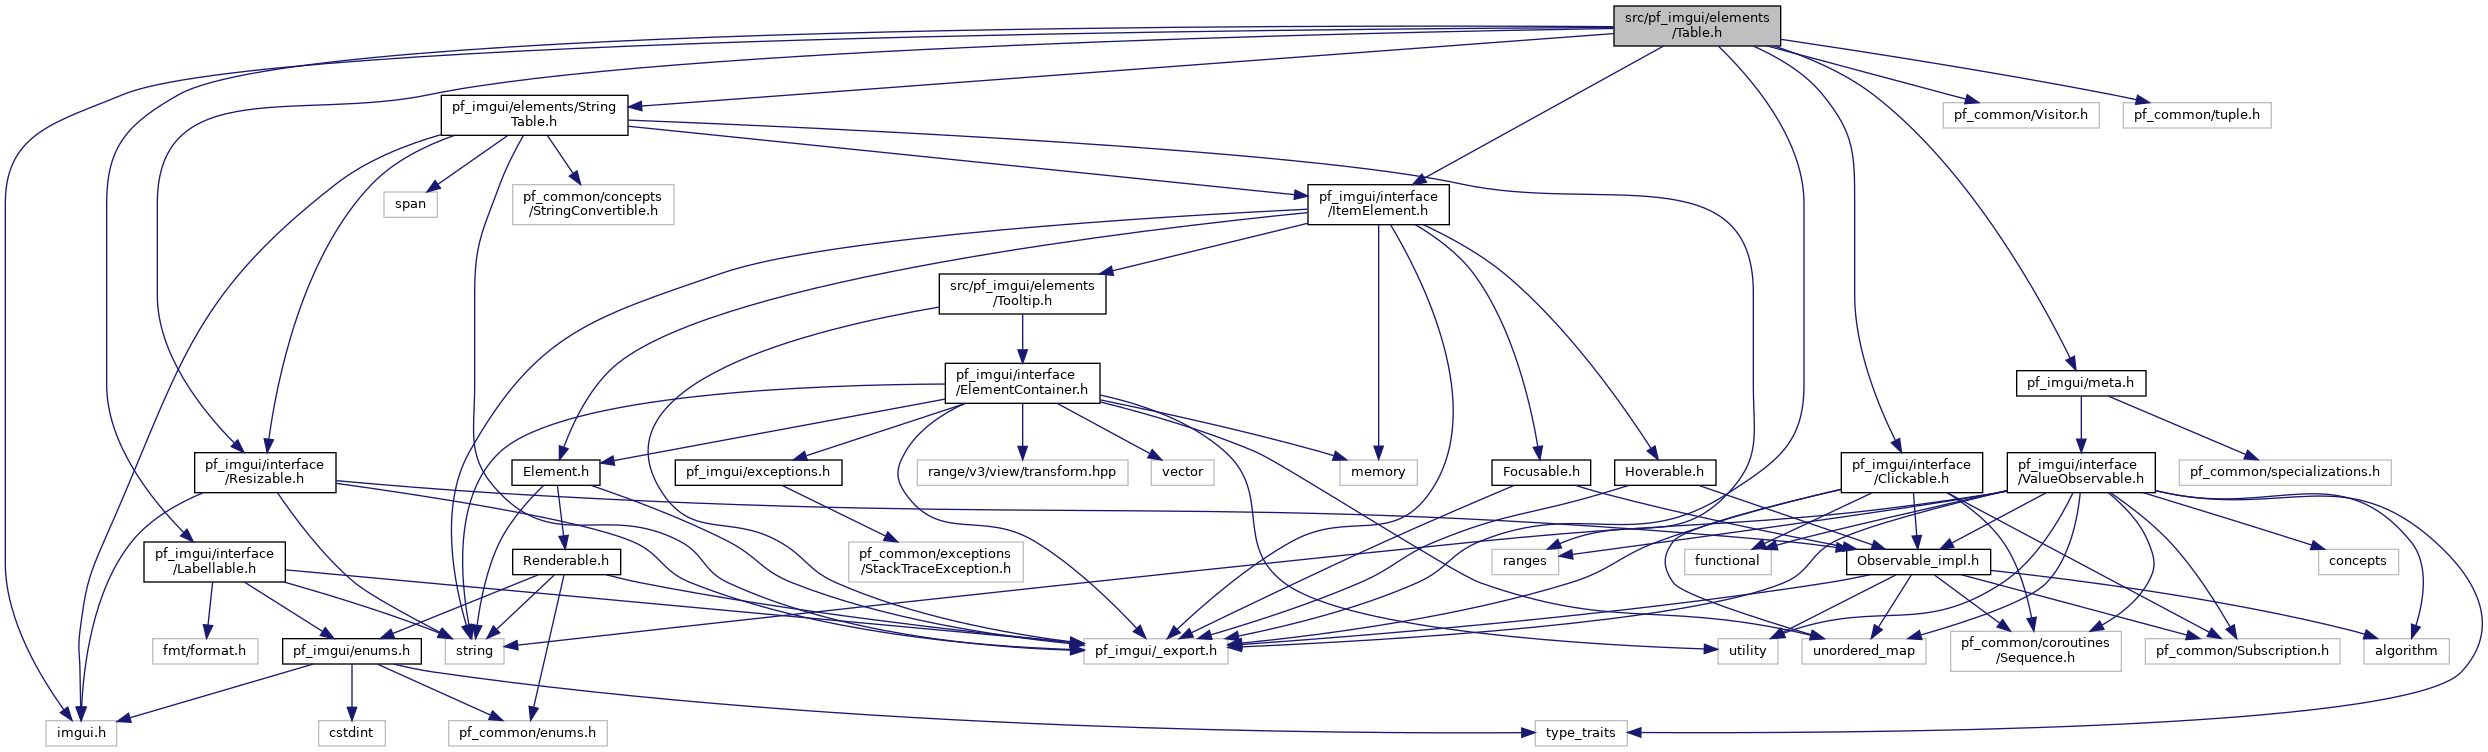 src/pf_imgui/elements
/Table.h
pf_imgui/elements/String
Table.h
pf_common/Visitor.h
pf_common/tuple.h
span
pf_common/concepts
/StringConvertible.h
pf_imgui/interface
/ItemElement.h
src/pf_imgui/elements
/Tooltip.h
pf_imgui/interface
/ElementContainer.h
pf_imgui/meta.h
pf_imgui/interface
/Resizable.h
Element.h
pf_imgui/exceptions.h
range/v3/view/transform.hpp
vector
memory
Focusable.h
Hoverable.h
pf_imgui/interface
/Clickable.h
pf_imgui/interface
/ValueObservable.h
pf_common/specializations.h
pf_imgui/interface
/Labellable.h
Renderable.h
pf_common/exceptions
/StackTraceException.h
ranges
functional
Observable_impl.h
concepts
fmt/format.h
pf_imgui/enums.h
string
pf_imgui/_export.h
utility
unordered_map
pf_common/coroutines
/Sequence.h
pf_common/Subscription.h
algorithm
imgui.h
cstdint
pf_common/enums.h
type_traits